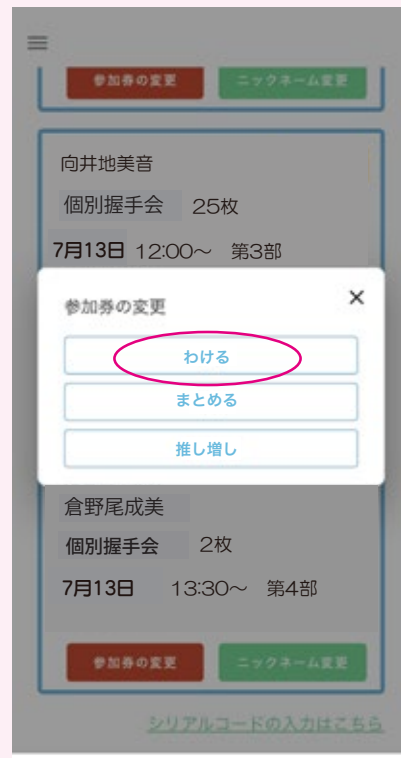 参加券の変更 ニックネーム変更
向井地美音
個別握手会 25枚
7月13日 12:00〜 第3部
参加券の変更 ×
わける
まとめる
推し増し
倉野尾成美
個別握手会 2枚
7月13日 13:30〜 第4部
参加券の変更 ニックネーム変更
シリアルコードの入力はこちら